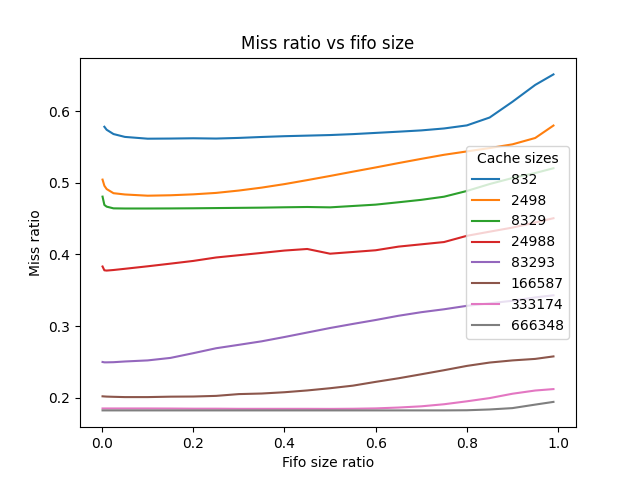 Miss ratio vs fifo size
Miss ratio
0.6
0.5
0.4
0.3
0.2
Cache sizes
832
2498
8329
24988
83293
166587
333174
666348
0.0 0.2 0.4 0.6 0.8 1.0
Fifo size ratio